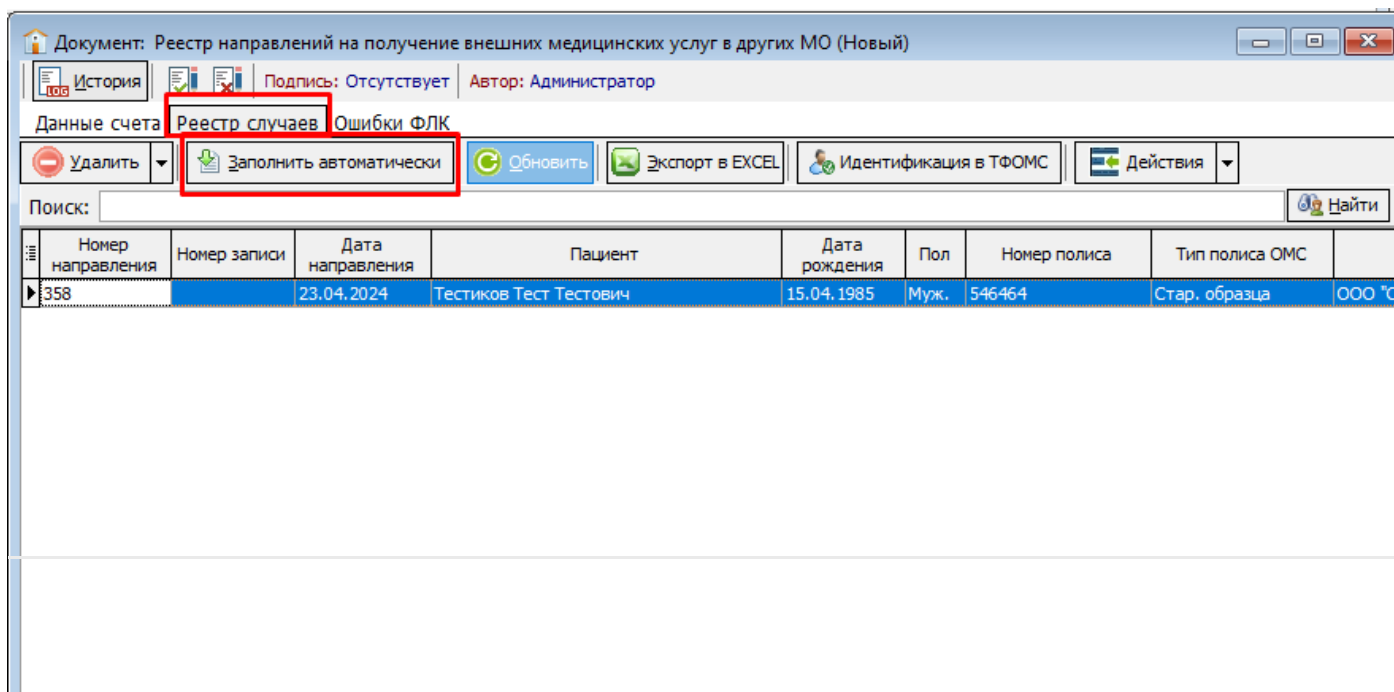 Документ: Реестр направлений на получение внешних медицинских услуг в других МО (Новый)
LOG История Подпись: Отсутствует Автор: Администратор
Данные счета Реестр случаев Ошибки ФЛК
Удалить Заполнить автоматически Обновить Экспорт в EXCEL Идентификация в ТФОМС Действия
Поиск: Найти
Номер направления Номер записи Дата направления Пациент Дата рождения Пол Номер полиса Тип полиса ОМС
358 23.04.2024 Тестиков Тест Тестович 15.04.1985 Муж. 546464 Стар. образца ООО